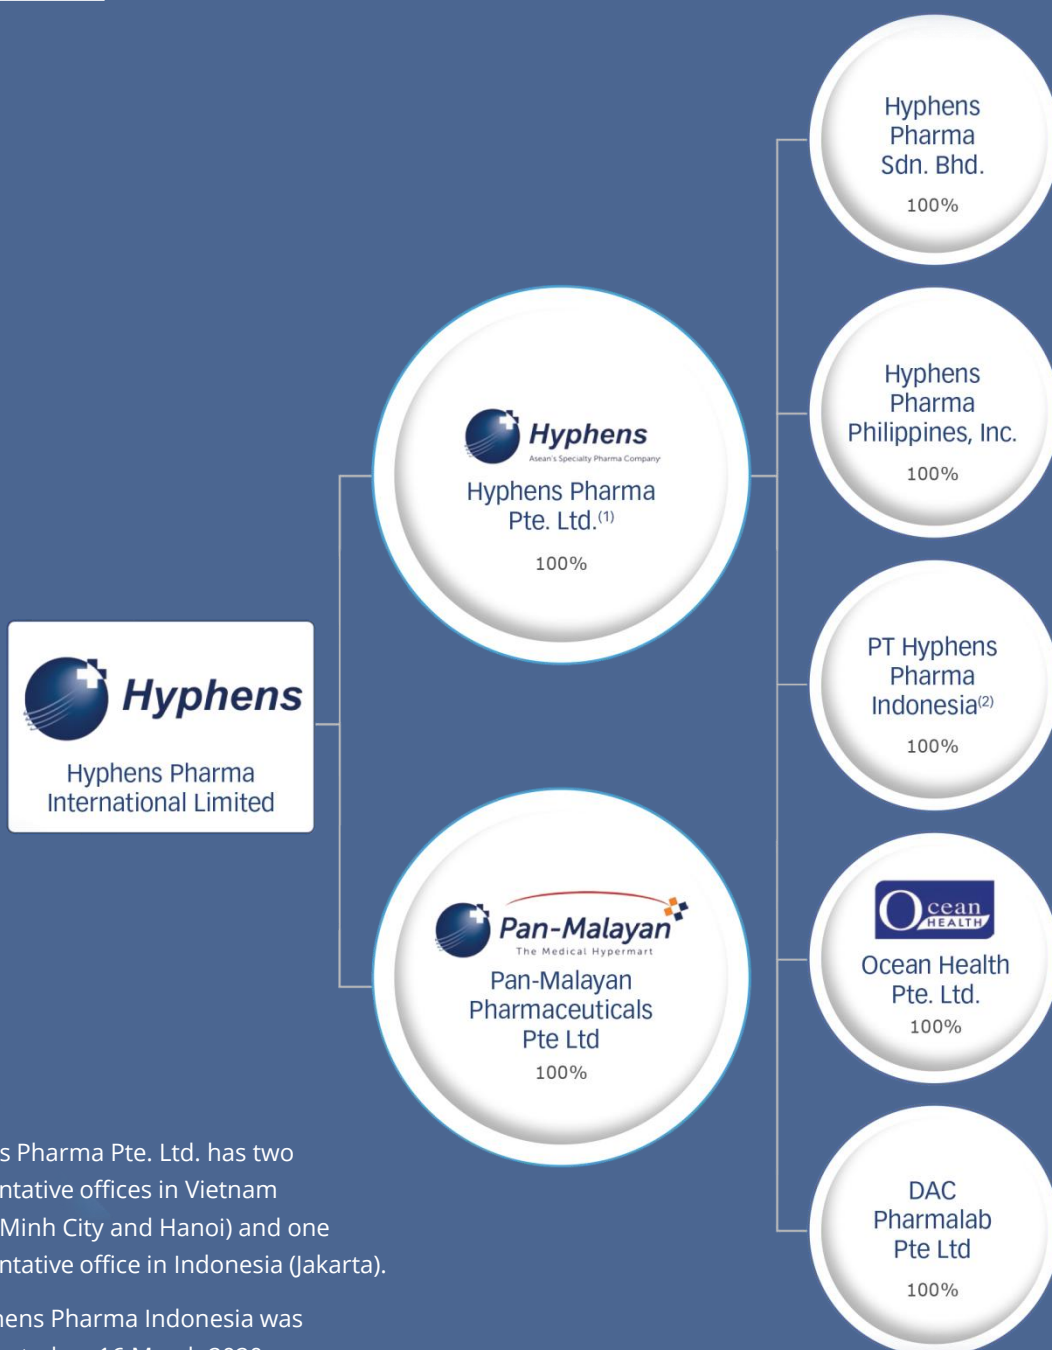 Hyphens
Hyphens Pharma
International Limited
Hyphens
Asean's Specialty Pharma Company
Hyphens Pharma
Pte. Ltd.(1)
100%
Pan-Malayan
The Medical Hypermart
Pan-Malayan
Pharmaceuticals
Pte Ltd
100%
Hyphens
Pharma
Sdn. Bhd.
100%
Hyphens
Pharma
Philippines, Inc.
100%
PT Hyphens
Pharma
Indonesia(2)
100%
Ocean
HEALTH
Ocean Health
Pte. Ltd.
100%
DAC
Pharmalab
Pte Ltd
100%
s Pharma Pte. Ltd. has two
ntative offices in Vietnam
Minh City and Hanoi) and one
ntative office in Indonesia (Jakarta).
hens Pharma Indonesia was
16 March 2020